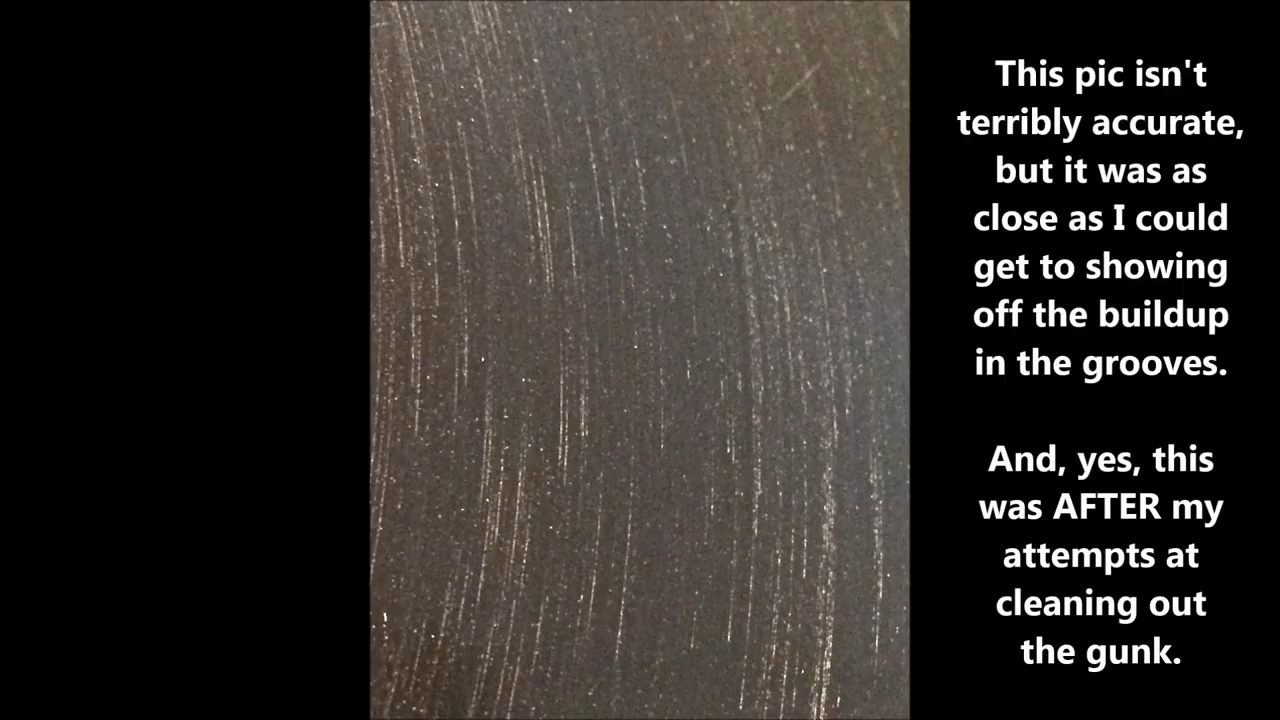 This pic isn't
terribly accurate,
but it was as
close as I could
get to showing
off the buildup
in the grooves.
And, yes, this
was AFTER my
attempts at
cleaning out
the gunk.